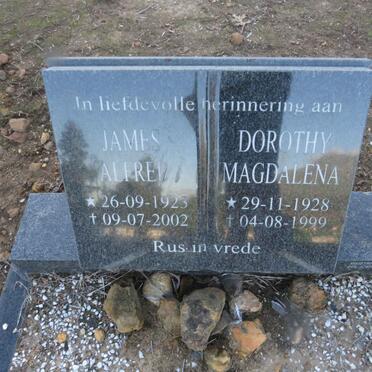 In liefdevolle herinnering aan
JAMES
ALFRED
★ 26-09-1923
† 09-07-2002
DOROTHY
MAGDALENA
★ 29-11-1928
† 04-08-1999
Rus in vrede